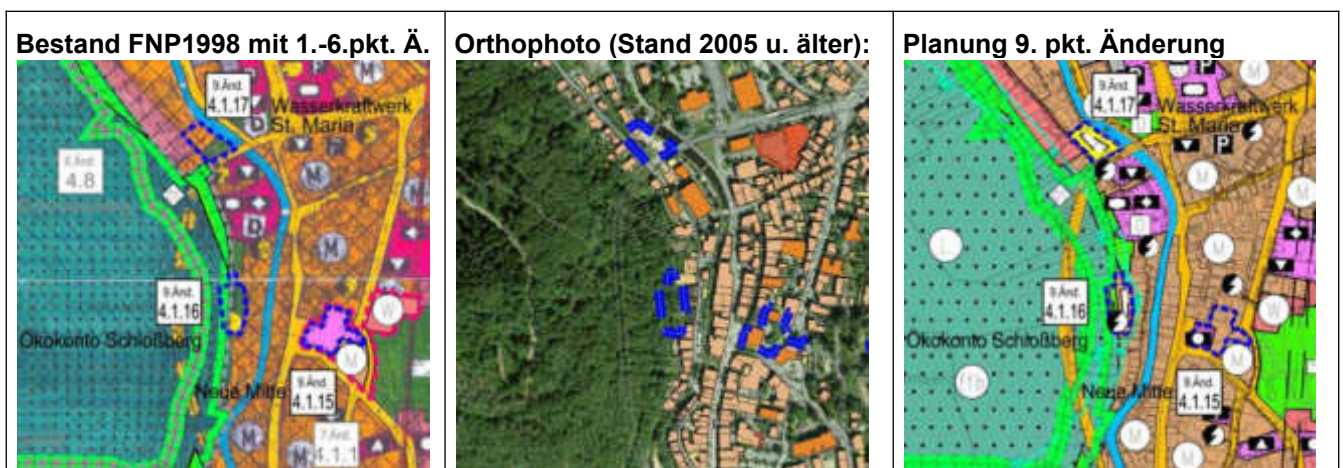 Bestand FNP1998 mit 1.-6.pkt. Ä.
9.Änd.
4.1.17
Wasserkraftwerk
St. Maria
M
P
D
4.8
D
M
9.Änd.
4.1.16
W
Ökokonto Schloßberg
M
Neue Mitte
9.Änd.
4.1.15
M
7.Änd.
M
Orthophoto (Stand 2005 u. älter):
Planung 9. pkt. Änderung
9.Änd.
4.1.17
M
Wasserkraftwerk
St. Maria
P
D
M
M
D
L
M
9.Änd.
4.1.16
W
Ökokonto Schloßberg
M
Neue Mitte
9.Änd.
4.1.15
M
M